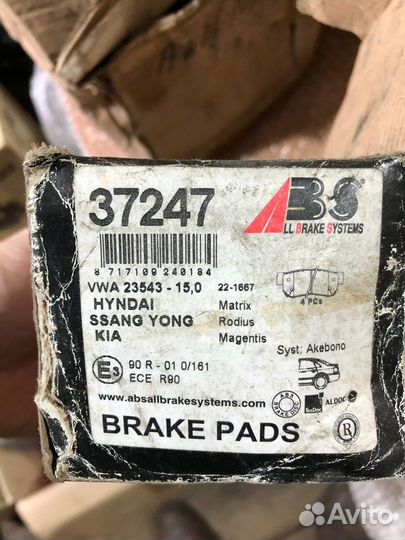 37247
ABS
ALL BRAKE SYSTEMS
8 717109 240184
VWA 23543 - 15,0 22-1667
4 PCs
HYNDAI Matrix
SSANG YONG Rodius
KIA Magentis
Syst: Akebono
E3 90 R - 01 0/161
ECE R90
www.absallbrakesystems.com
TecDoc
ALDOC
BRAKE PADS
R
Avito